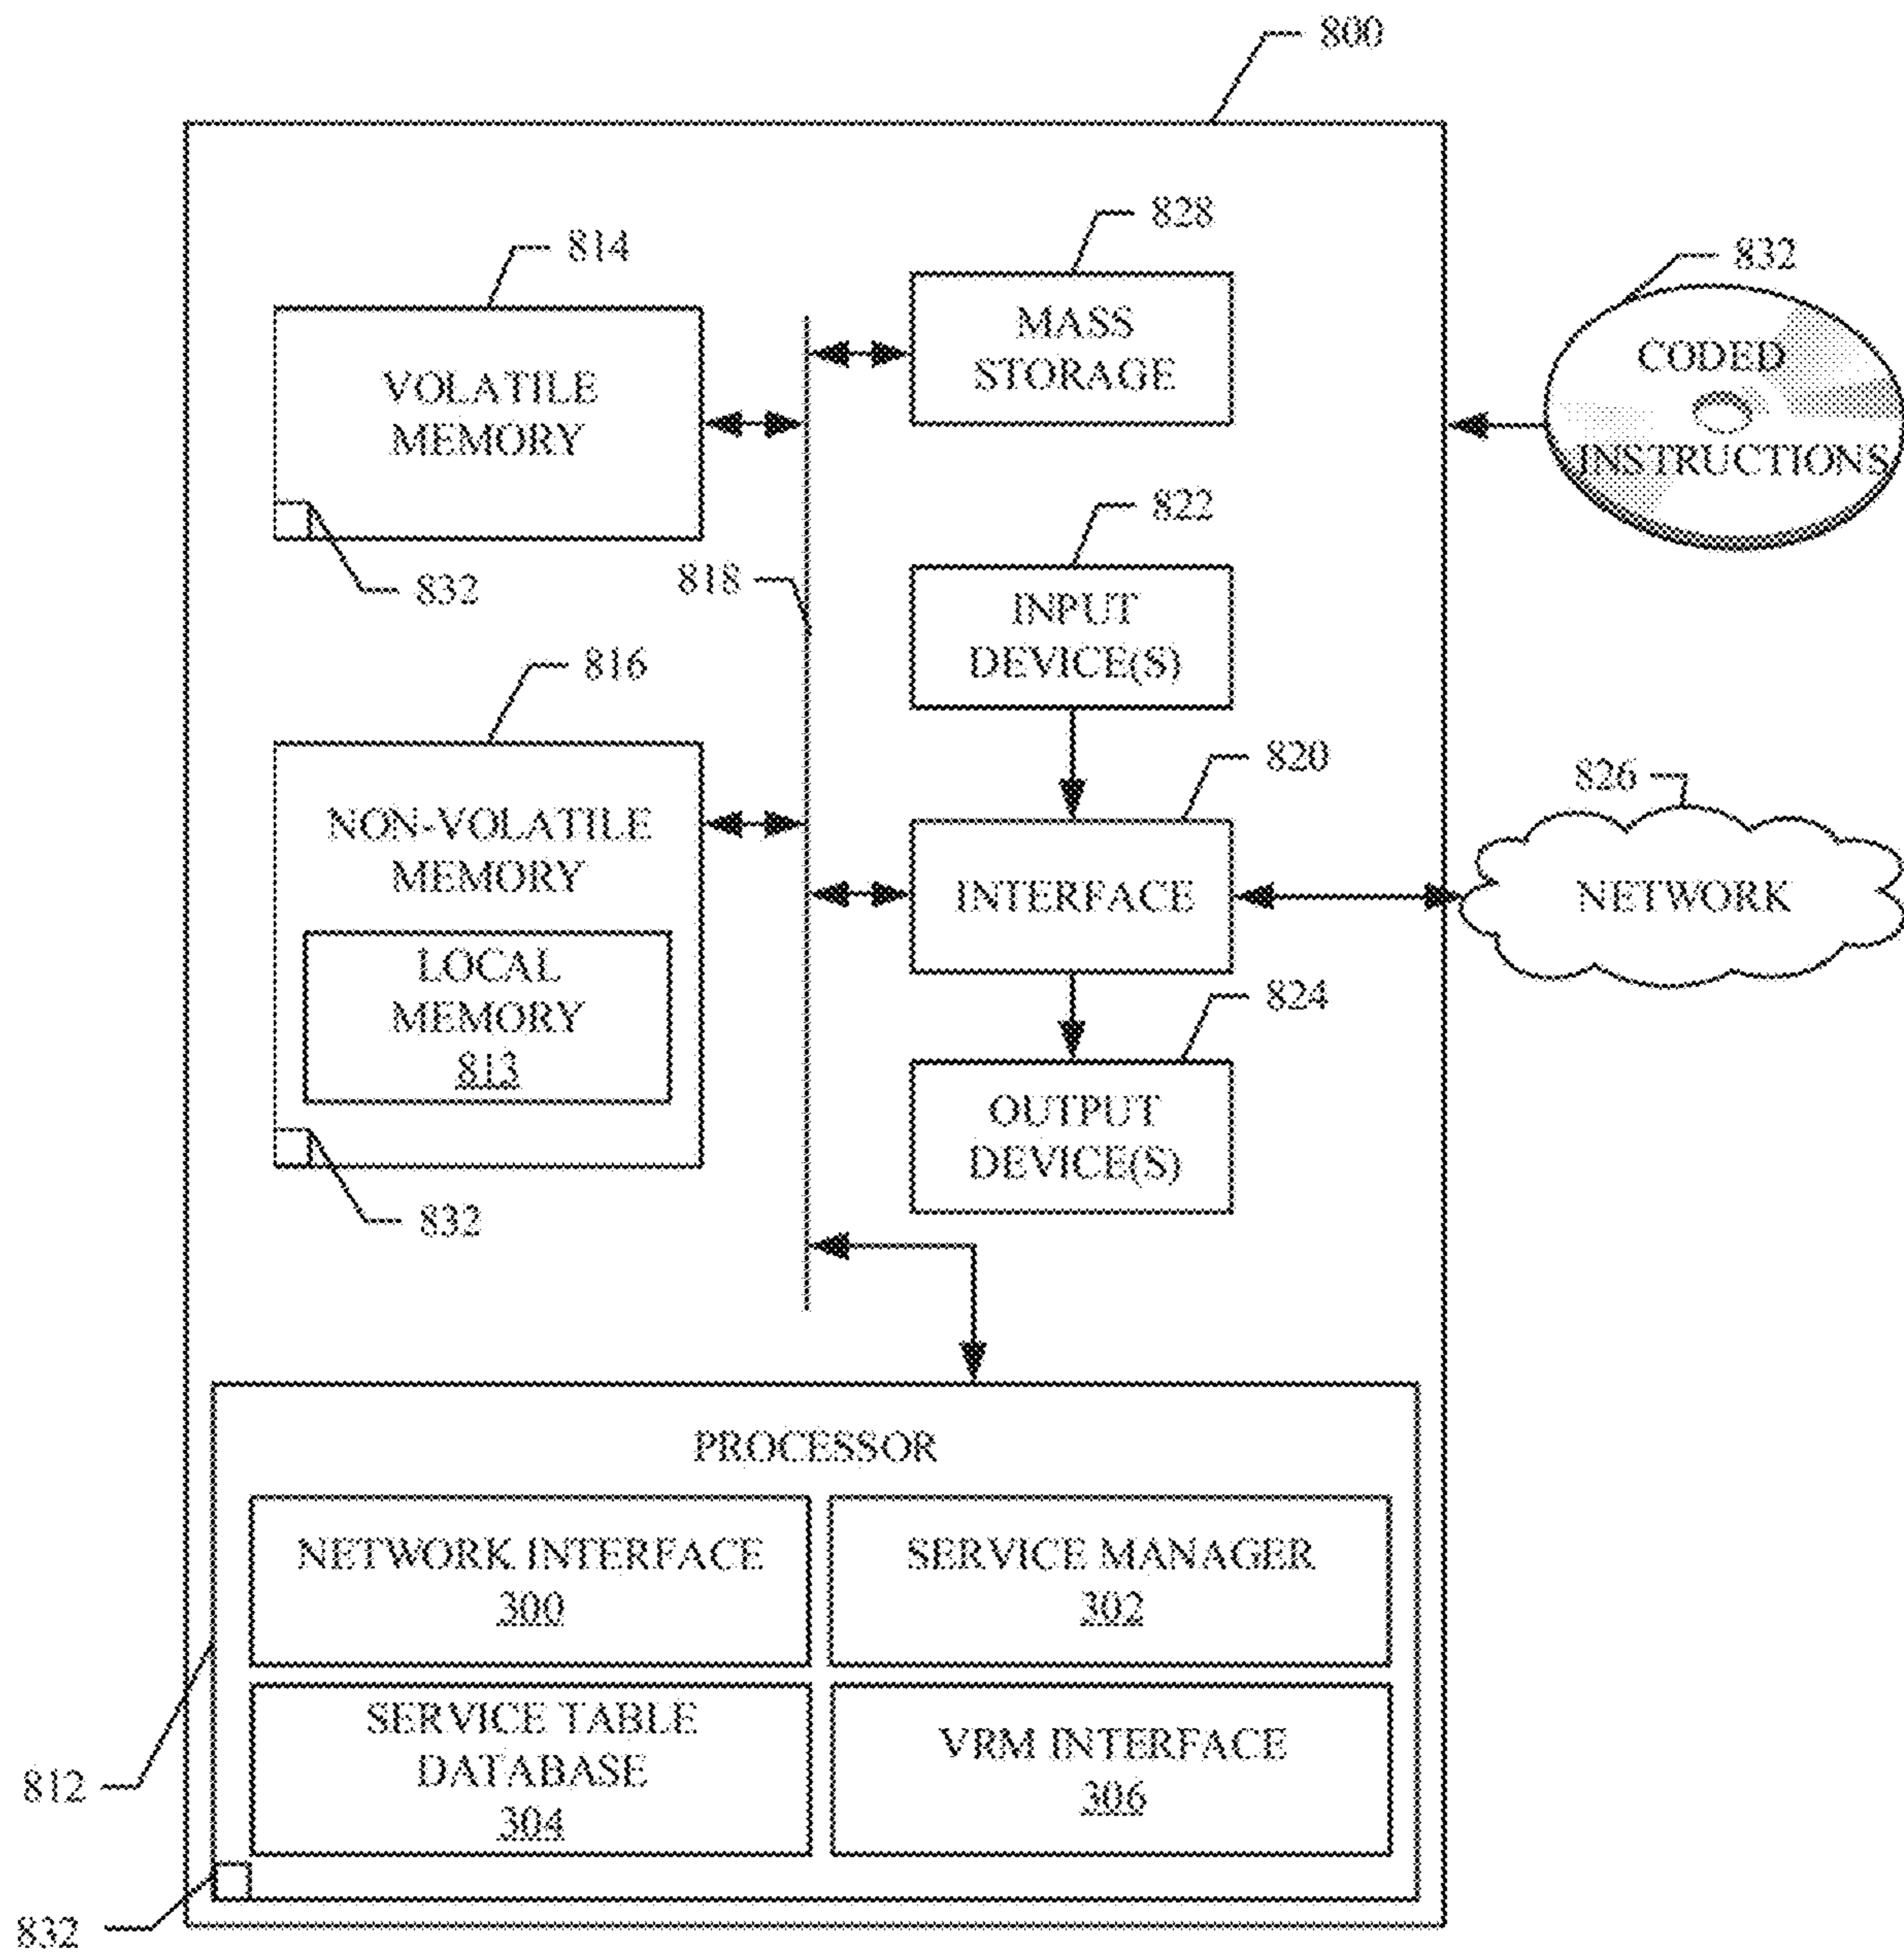 800
814
828
832
VOLATILE
MEMORY
MASS
STORAGE
CODED
INSTRUCTIONS
832
818
822
INPUT
DEVICE(S)
816
820
826
NON-VOLATILE
MEMORY
INTERFACE
NETWORK
LOCAL
MEMORY
813
824
OUTPUT
DEVICE(S)
832
PROCESSOR
NETWORK INTERFACE
300
SERVICE MANAGER
302
812
SERVICE TABLE
DATABASE
304
VRM INTERFACE
306
832